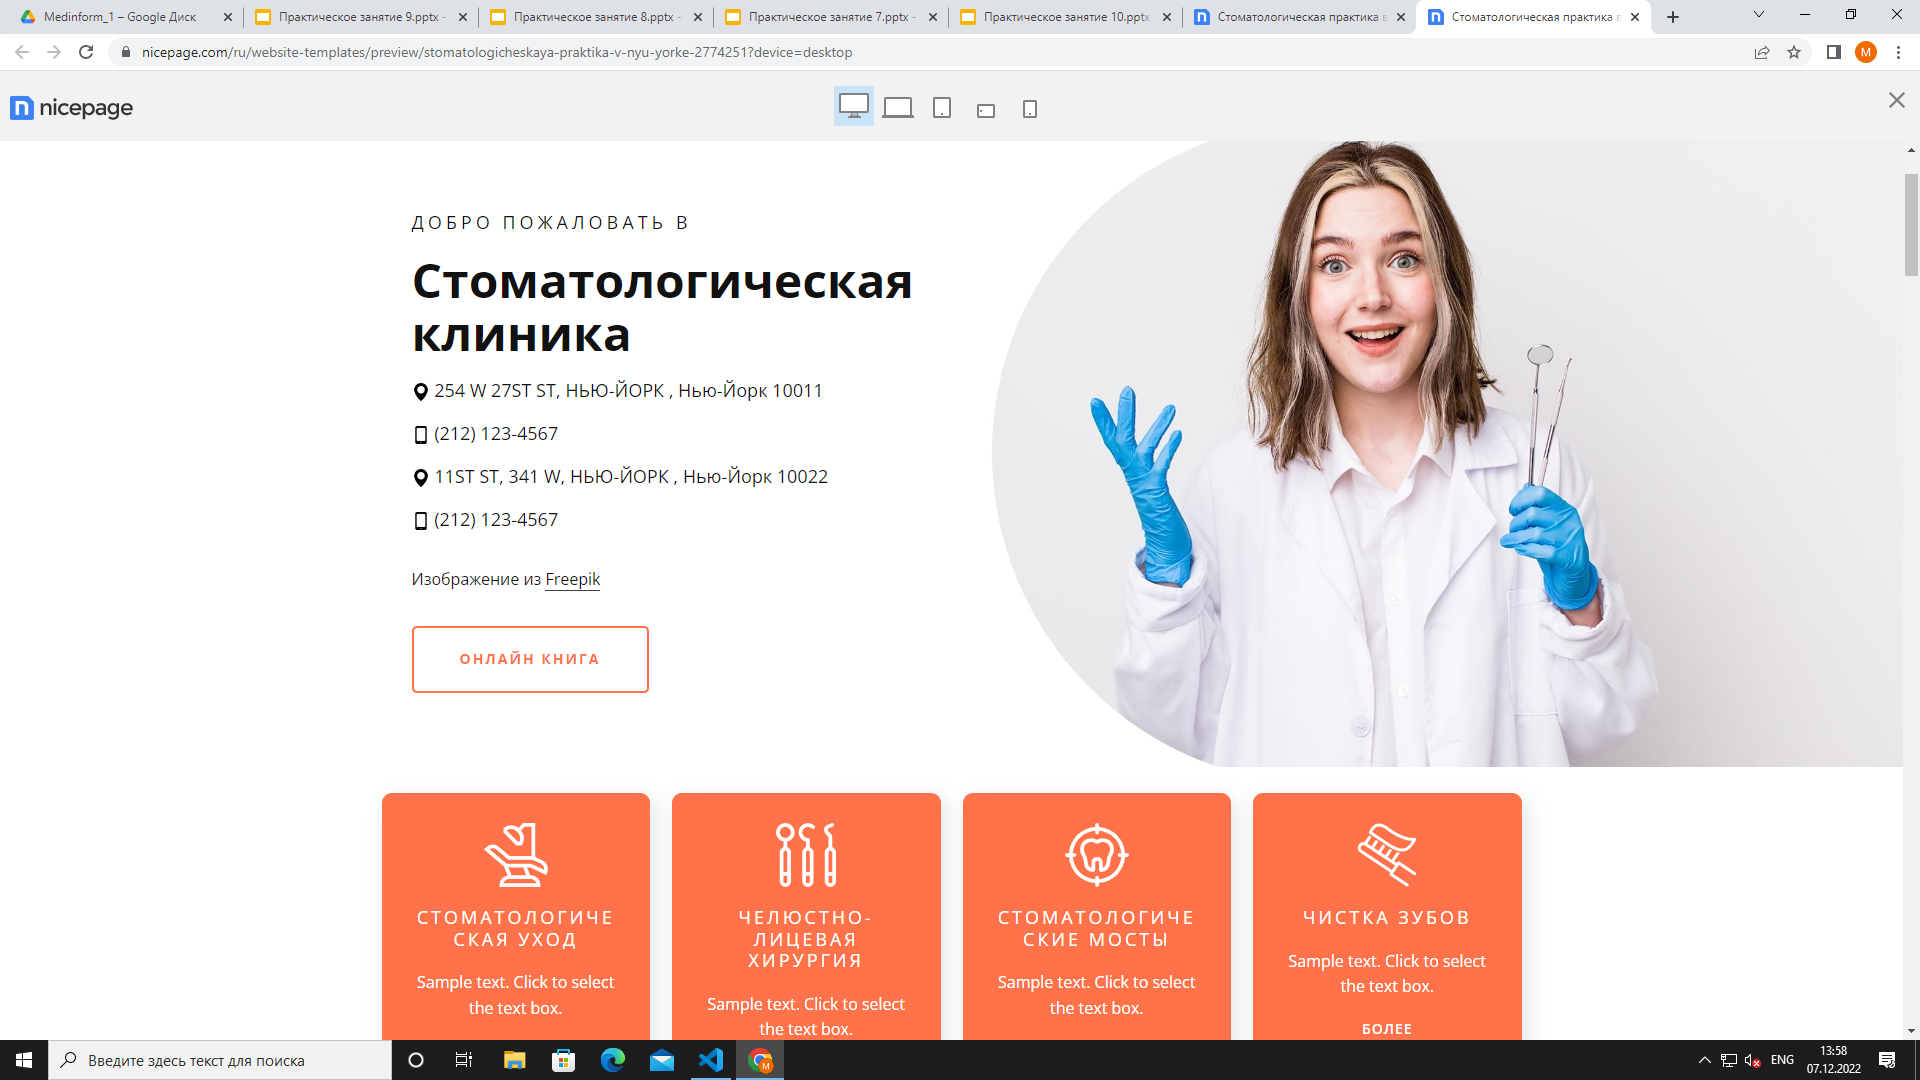 Medinform_1 – Google Диск
Практическое занятие 9.pptx -
Практическое занятие 8.pptx -
Практическое занятие 7.pptx -
Практическое занятие 10.pptx
Стоматологическая практика в
Стоматологическая практика в
nicepage.com/ru/website-templates/preview/stomatologicheskaya-praktika-v-nyu-yorke-2774251?device=desktop
M
nicepage
ДОБРО ПОЖАЛОВАТЬ В
Стоматологическая
клиника
254 W 27ST ST, НЬЮ-ЙОРК , Нью-Йорк 10011
(212) 123-4567
11ST ST, 341 W, НЬЮ-ЙОРК , Нью-Йорк 10022
(212) 123-4567
Изображение из Freepik
ОНЛАЙН КНИГА
СТОМАТОЛОГИЧЕ
СКАЯ УХОД
Sample text. Click to select
the text box.
ЧЕЛЮСТНО-
ЛИЦЕВАЯ
ХИРУРГИЯ
Sample text. Click to select
the text box.
СТОМАТОЛОГИЧЕ
СКИЕ МОСТЫ
Sample text. Click to select
the text box.
ЧИСТКА ЗУБОВ
Sample text. Click to select
the text box.
БОЛЕЕ
Введите здесь текст для поиска
M
ENG
13:58
07.12.2022